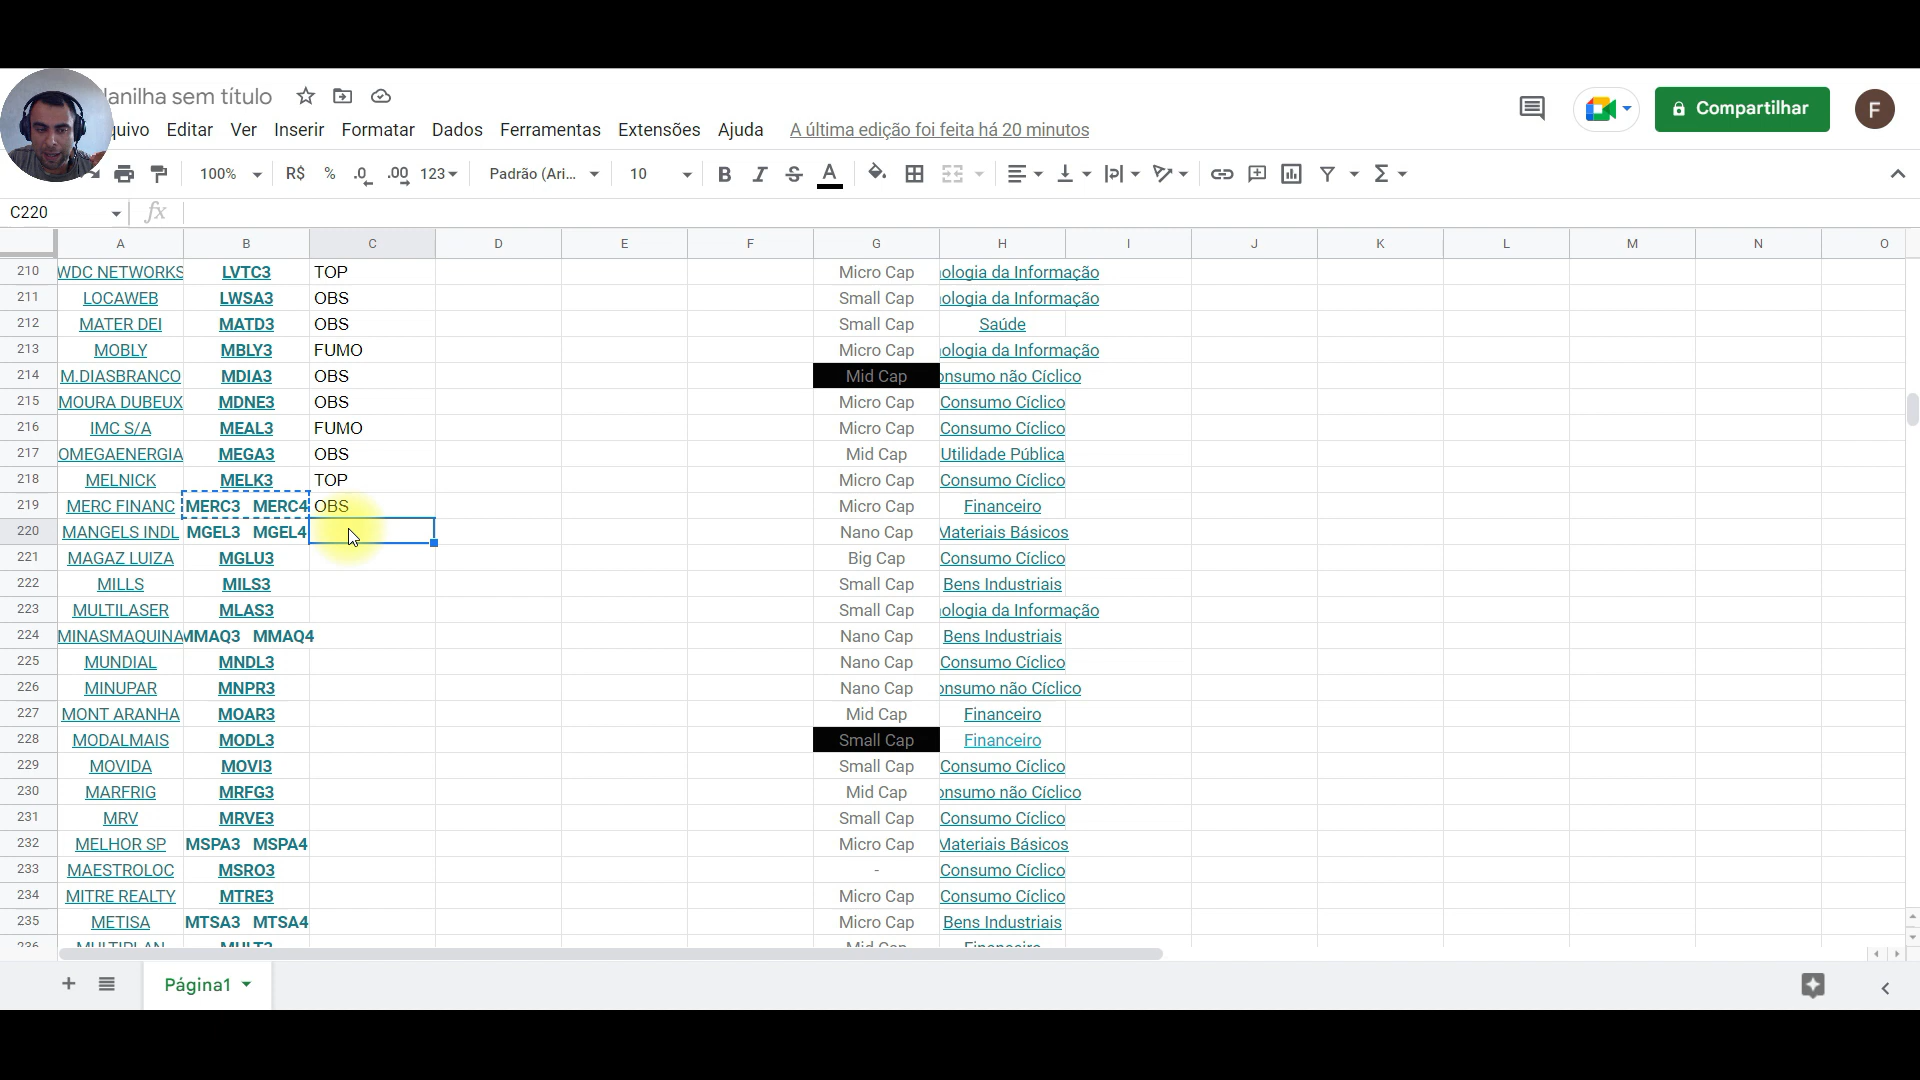 lanilha sem título
quivo Editar Ver Inserir Formatar Dados Ferramentas Extensões Ajuda A última edição foi feita há 20 minutos
Compartilhar F
100% R$ % .0 .00 123 Padrão (Ari... 10 B I S A
C220 fx
A B C D E F G H I J K L M N O
210 WDC NETWORKS LVTC3 TOP Micro Cap ologia da Informação
211 LOCAWEB LWSA3 OBS Small Cap ologia da Informação
212 MATER DEI MATD3 OBS Small Cap Saúde
213 MOBLY MBLY3 FUMO Micro Cap ologia da Informação
214 M.DIASBRANCO MDIA3 OBS Mid Cap onsumo não Cíclico
215 MOURA DUBEUX MDNE3 OBS Micro Cap Consumo Cíclico
216 IMC S/A MEAL3 FUMO Micro Cap Consumo Cíclico
217 OMEGAENERGIA MEGA3 OBS Mid Cap Utilidade Pública
218 MELNICK MELK3 TOP Micro Cap Consumo Cíclico
219 MERC FINANC MERC3 MERC4 OBS Micro Cap Financeiro
220 MANGELS INDL MGEL3 MGEL4 Nano Cap Materiais Básicos
221 MAGAZ LUIZA MGLU3 Big Cap Consumo Cíclico
222 MILLS MILS3 Small Cap Bens Industriais
223 MULTILASER MLAS3 Small Cap ologia da Informação
224 MINASMAQUINA MMAQ3 MMAQ4 Nano Cap Bens Industriais
225 MUNDIAL MNDL3 Nano Cap Consumo Cíclico
226 MINUPAR MNPR3 Nano Cap onsumo não Cíclico
227 MONT ARANHA MOAR3 Mid Cap Financeiro
228 MODALMAIS MODL3 Small Cap Financeiro
229 MOVIDA MOVI3 Small Cap Consumo Cíclico
230 MARFRIG MRFG3 Mid Cap onsumo não Cíclico
231 MRV MRVE3 Small Cap Consumo Cíclico
232 MELHOR SP MSPA3 MSPA4 Micro Cap Materiais Básicos
233 MAESTROLOC MSRO3 - Consumo Cíclico
234 MITRE REALTY MTRE3 Micro Cap Consumo Cíclico
235 METISA MTSA3 MTSA4 Micro Cap Bens Industriais
236 MULTIPLAN MULT3 Mid Cap Financeiro
Página1